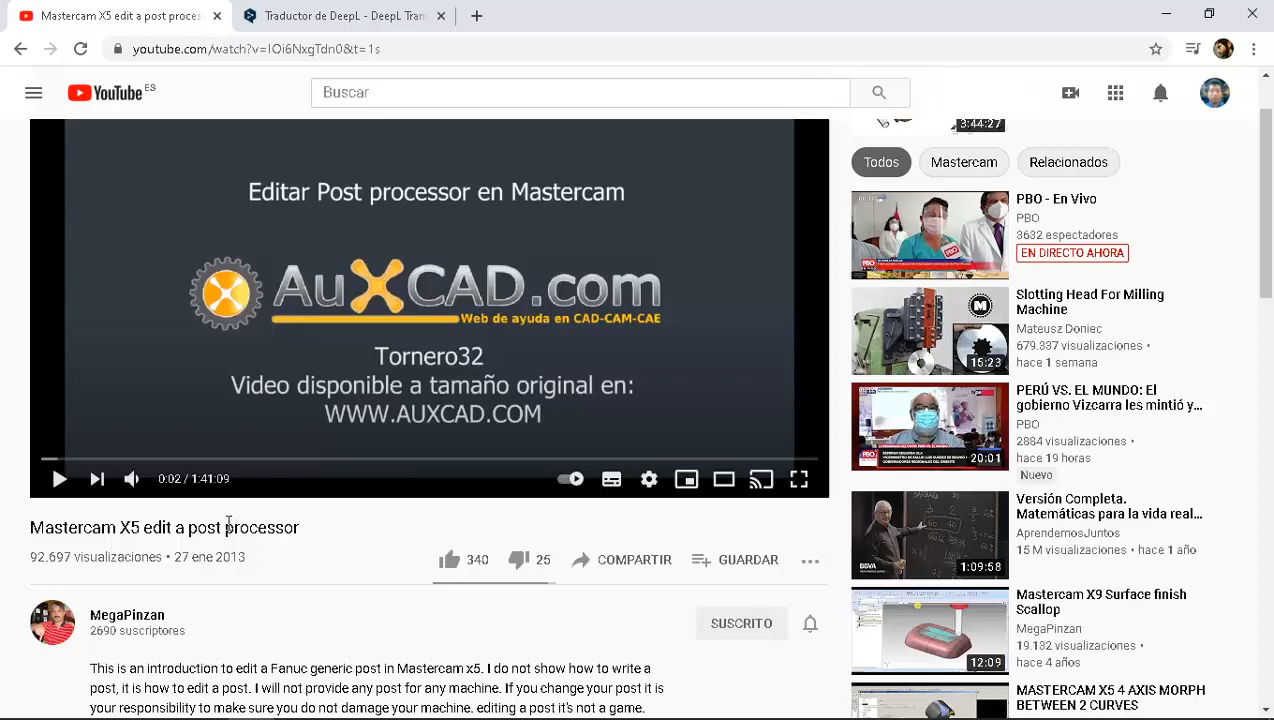 Mastercam X5 edit a post proces
Traductor de DeepL - DeepL Tran
youtube.com/watch?v=IOi6NxgTdn0&t=1s
YouTube ES
Buscar
Editar Post processor en Mastercam
AuXCAD.com
Web de ayuda en CAD-CAM-CAE
Tornero32
Video disponible a tamaño original en:
WWW.AUXCAD.COM
0:02 / 1:41:09
Mastercam X5 edit a post processor
92.697 visualizaciones • 27 ene 2013
340
25
COMPARTIR
GUARDAR
MegaPinzan
2690 suscriptores
SUSCRITO
This is an introduction to edit a Fanuc generic post in Mastercam x5. I do not show how to write a
post, it is how to edit a post. I will not provide any post for any machine. If you change your post it is
your responsibility to make sure you do not damage your machine. editing a post it's not a game.
3:44:27
Todos
Mastercam
Relacionados
PBO - En Vivo
PBO
3632 espectadores
EN DIRECTO AHORA
Slotting Head For Milling
Machine
Mateusz Doniec
679.337 visualizaciones •
hace 1 semana
15:23
PERÚ VS. EL MUNDO: El
gobierno Vizcarra les mintió y...
PBO
2884 visualizaciones •
hace 19 horas
Nuevo
20:01
Versión Completa.
Matemáticas para la vida real...
AprendemosJuntos
15 M visualizaciones • hace 1 año
BBVA
1:09:58
Mastercam X9 Surface finish
Scallop
MegaPinzan
19.132 visualizaciones •
hace 4 años
12:09
MASTERCAM X5 4 AXIS MORPH
BETWEEN 2 CURVES